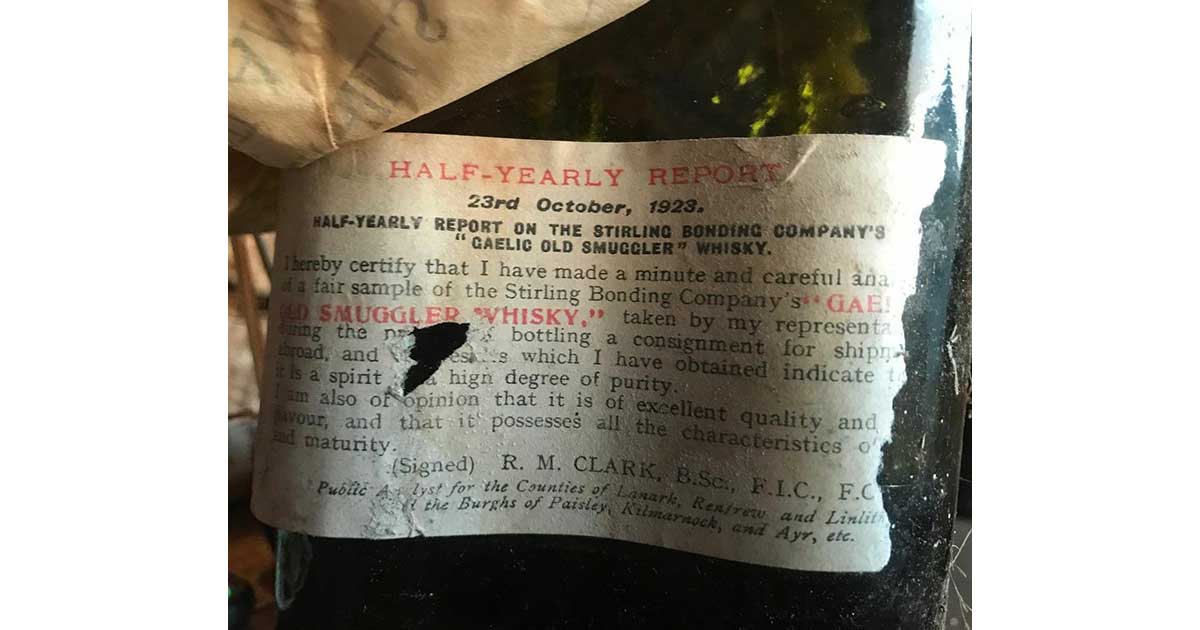 HALF-YEARLY REPORT
23rd October, 1923.
HALF-YEARLY REPORT ON THE STIRLING BONDING COMPANY'S
"GAELIC OLD SMUGGLER" WHISKY.
I hereby certify that I have made a minute and careful ana
of a fair sample of the Stirling Bonding Company's "GAEL
OLD SMUGGLER WHISKY," taken by my representa
during the bottling a consignment for shipm
abroad, and which I have obtained indicate t
it is a spirit a high degree of purity.
I am also of opinion that it is of excellent quality and
avour, and that it possesses all the characteristics o
and maturity.
(Signed) R. M. CLARK, B.Sc., F.I.C., F.C
Public Analyst for the Counties of Lanark, Renfrew and Linlith
the Burghs of Paisley, Kilmarnock, and Ayr, etc.